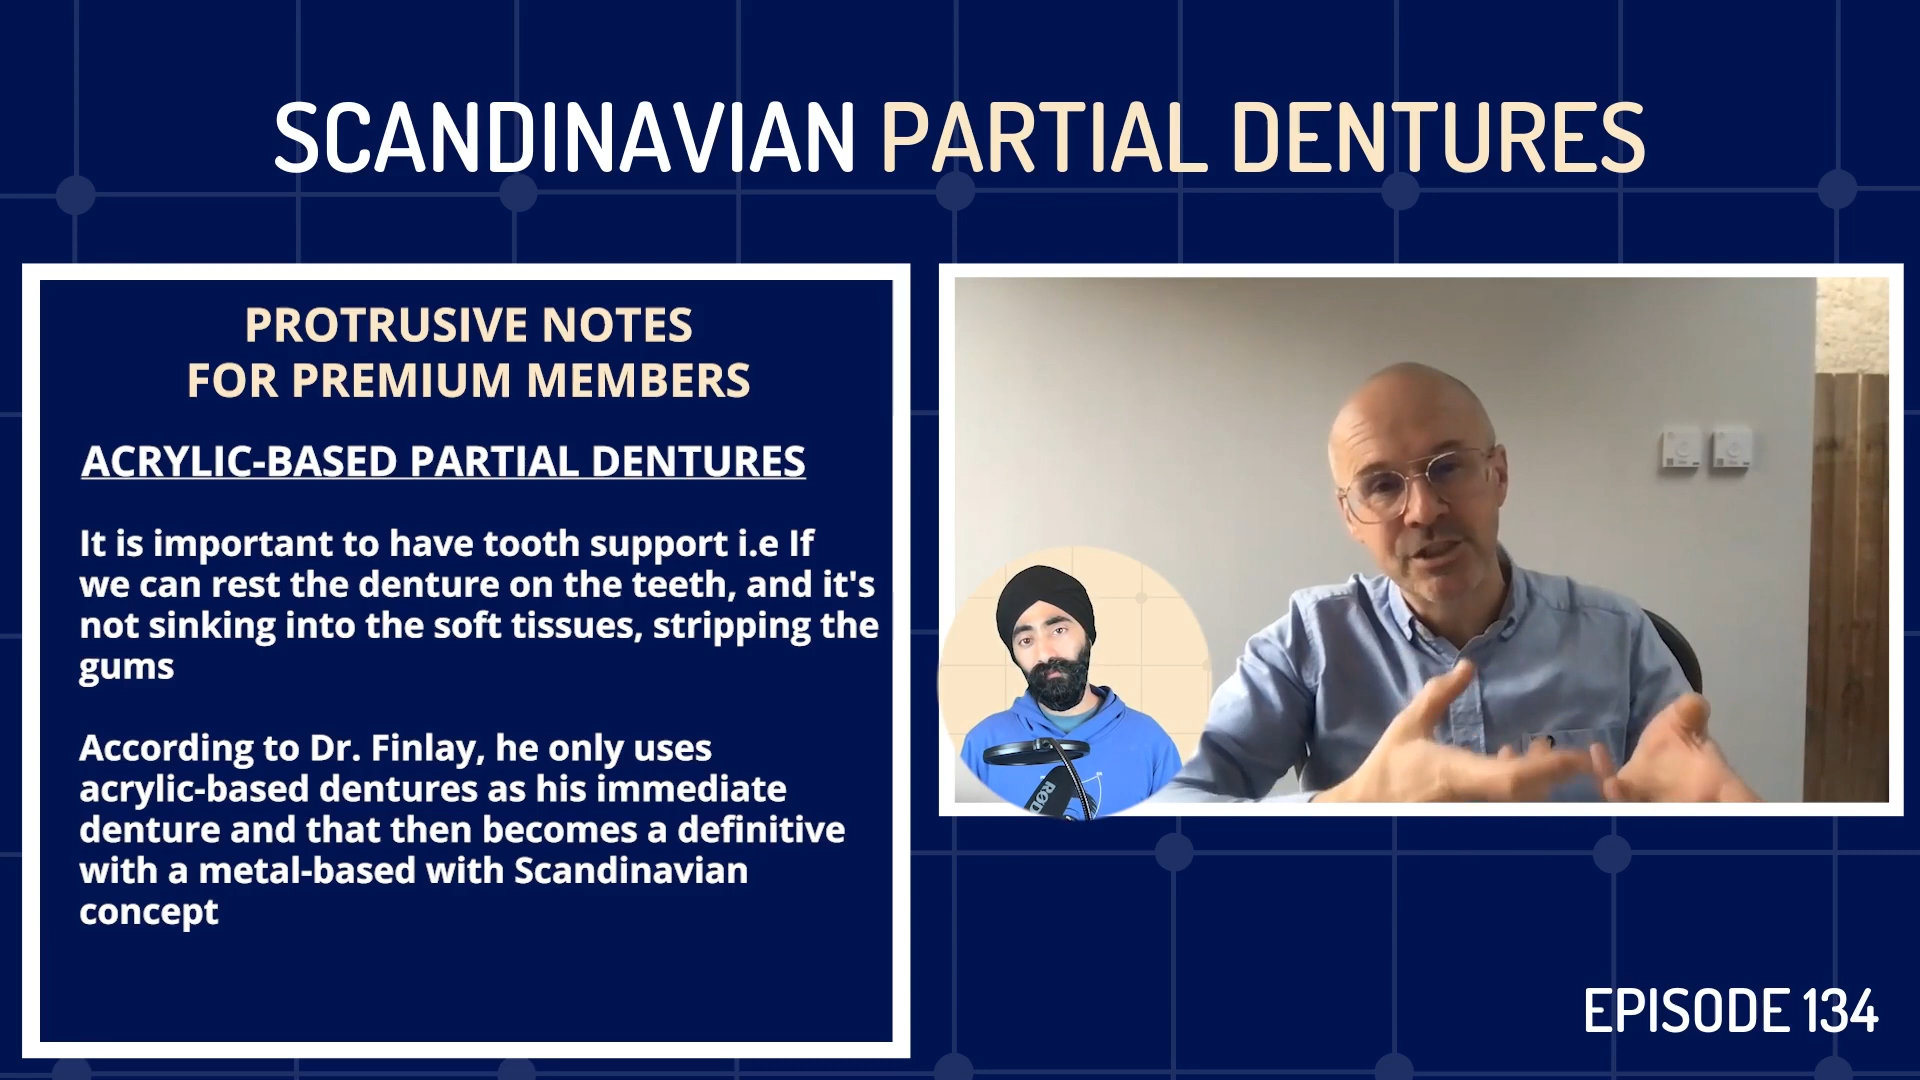 SCANDINAVIAN PARTIAL DENTURES
PROTRUSIVE NOTES
FOR PREMIUM MEMBERS
ACRYLIC-BASED PARTIAL DENTURES
It is important to have tooth support i.e If
we can rest the denture on the teeth, and it's
not sinking into the soft tissues, stripping the
gums
According to Dr. Finlay, he only uses
acrylic-based dentures as his immediate
denture and that then becomes a definitive
with a metal-based with Scandinavian
concept
RØD
EPISODE 134